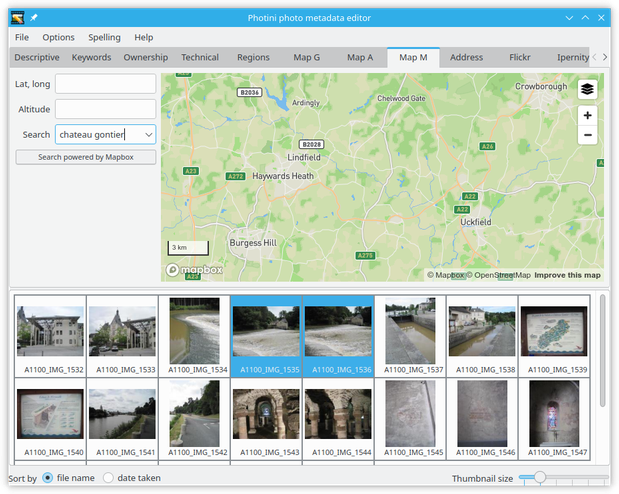 Photini photo metadata editor
File Options Spelling Help
Descriptive Keywords Ownership Technical Regions Map G Map A Map M Address Flickr Ipernity
Lat, long
Altitude
Search chateau gontier
Search powered by Mapbox
Crowborough
B2036
Ardingly
Chelwood Gate
B2028
A26
Lindfield
A23
A272
Haywards Heath
A22
A22
Uckfield
3 km
Burgess Hill
A275
mapbox
© Mapbox © OpenStreetMap Improve this map
A23
A1100_IMG_1532 A1100_IMG_1533 A1100_IMG_1534 A1100_IMG_1535 A1100_IMG_1536 A1100_IMG_1537 A1100_IMG_1538 A1100_IMG_1539
A1100_IMG_1540 A1100_IMG_1541 A1100_IMG_1542 A1100_IMG_1543 A1100_IMG_1544 A1100_IMG_1545 A1100_IMG_1546 A1100_IMG_1547
Sort by file name date taken Thumbnail size